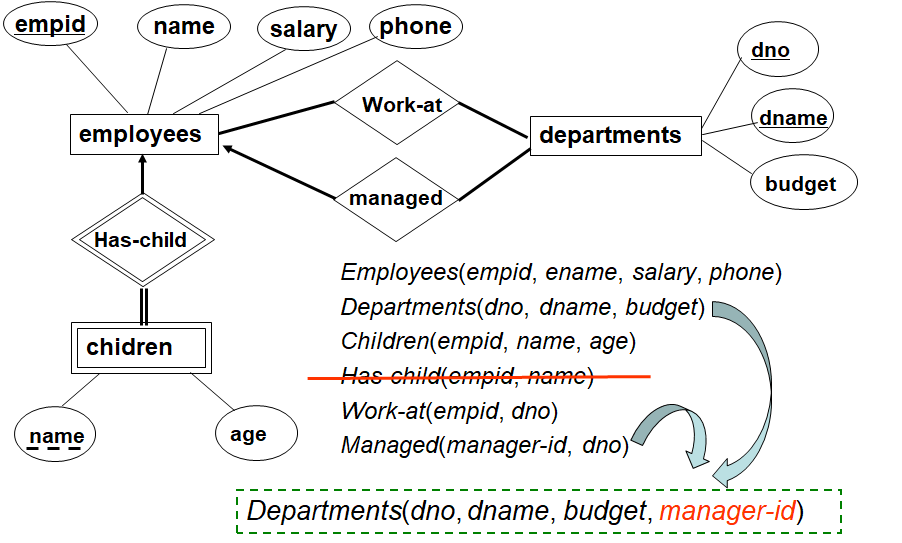 empid
name
salary
phone
dno
Work-at
employees
departments
dname
managed
budget
Has-child
Employees(empid, ename, salary, phone)
Departments(dno, dname, budget)
Children(empid, name, age)
chidren
Has-child(empid, name)
Work-at(empid, dno)
name
age
Managed(manager-id, dno)
Departments(dno, dname, budget, manager-id)